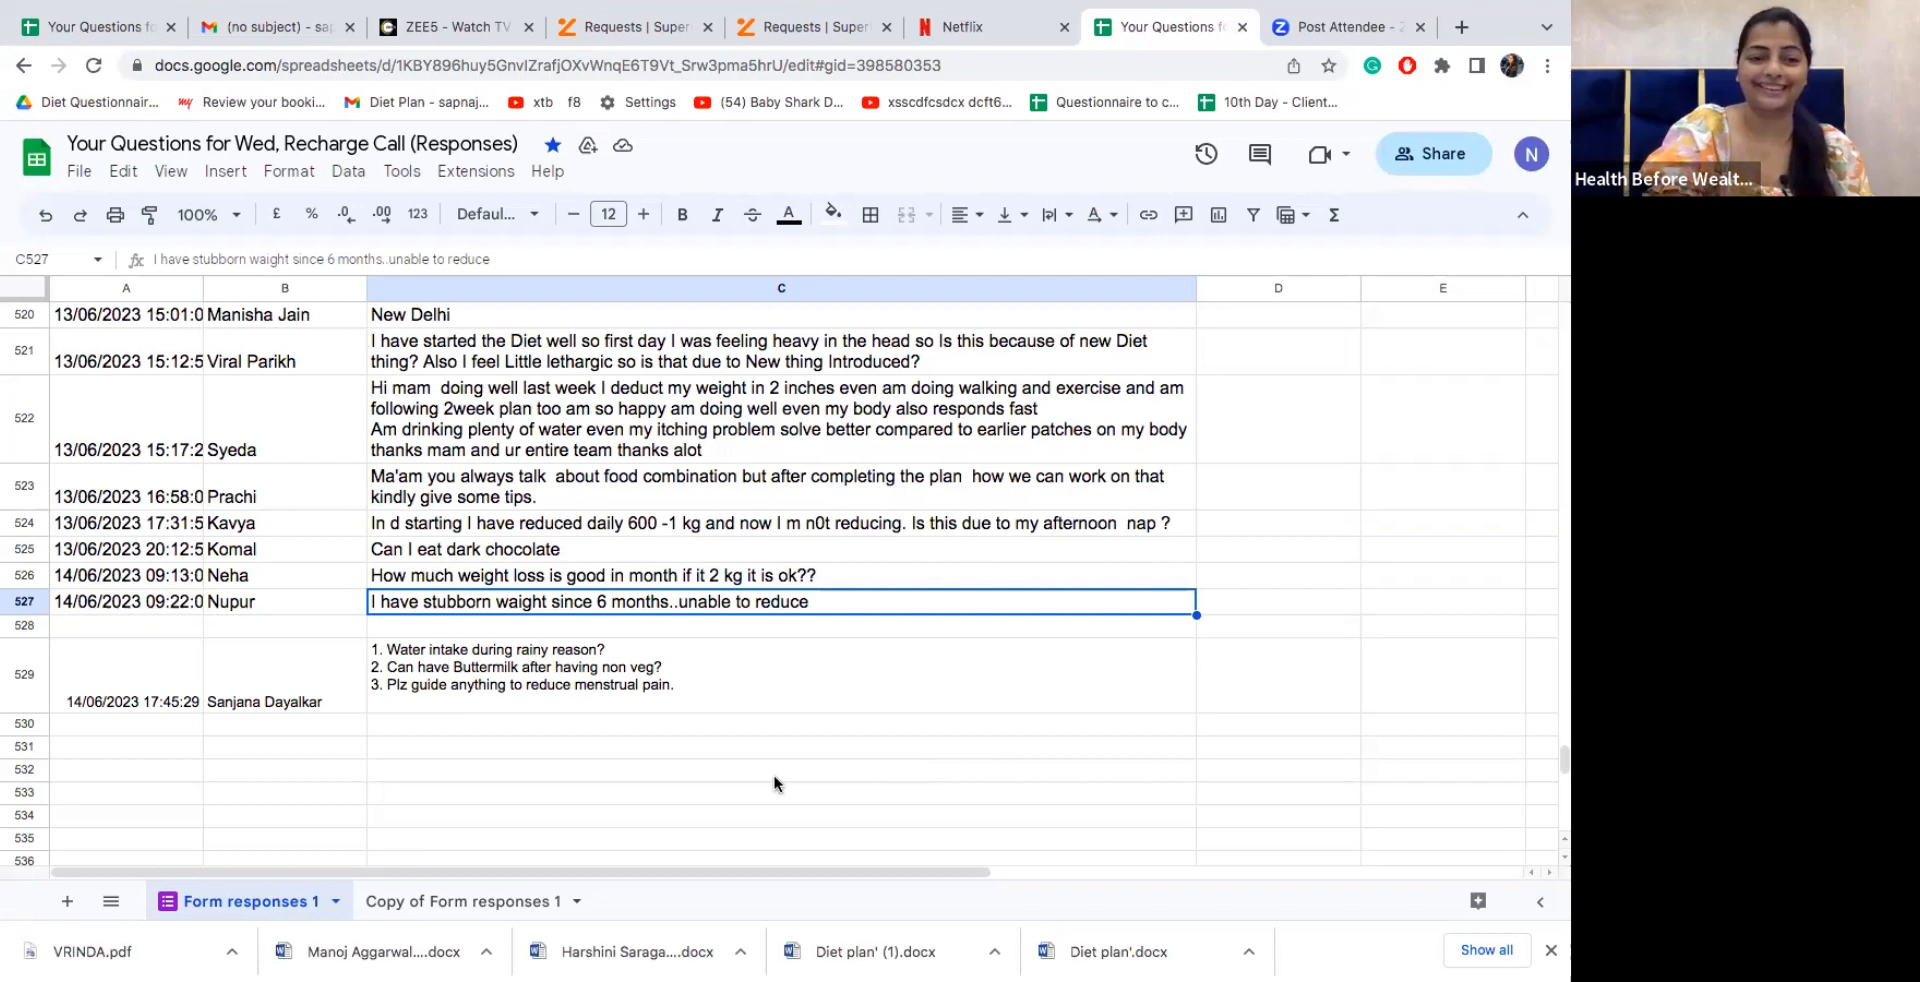 Your Questions fo
(no subject) - sap
ZEE5 - Watch TV
Requests | Super
Requests | Super
Netflix
Your Questions fo
Post Attendee - Z
docs.google.com/spreadsheets/d/1KBY896huy5GnvlZrafjOXvWnqE6T9Vt_Srw3pma5hrU/edit#gid=398580353
Diet Questionnair...
my Review your booki...
Diet Plan - sapnaj...
xtb f8
Settings
(54) Baby Shark D...
xsscdfcsdcx dcft6...
Questionnaire to c...
10th Day - Client...
Your Questions for Wed, Recharge Call (Responses)
File Edit View Insert Format Data Tools Extensions Help
Share
N
100% £ % .0 .00 123 Defaul... 12 B I A
C527 fx I have stubborn waight since 6 months..unable to reduce
A B C D E
520 13/06/2023 15:01:0 Manisha Jain New Delhi
521 13/06/2023 15:12:5 Viral Parikh I have started the Diet well so first day I was feeling heavy in the head so Is this because of new Diet
thing? Also I feel Little lethargic so is that due to New thing Introduced?
522 13/06/2023 15:17:2 Syeda Hi mam doing well last week I deduct my weight in 2 inches even am doing walking and exercise and am
following 2week plan too am so happy am doing well even my body also responds fast
Am drinking plenty of water even my itching problem solve better compared to earlier patches on my body
thanks mam and ur entire team thanks alot
523 13/06/2023 16:58:0 Prachi Ma'am you always talk about food combination but after completing the plan how we can work on that
kindly give some tips.
524 13/06/2023 17:31:5 Kavya In d starting I have reduced daily 600 -1 kg and now I m n0t reducing. Is this due to my afternoon nap ?
525 13/06/2023 20:12:5 Komal Can I eat dark chocolate
526 14/06/2023 09:13:0 Neha How much weight loss is good in month if it 2 kg it is ok??
527 14/06/2023 09:22:0 Nupur I have stubborn waight since 6 months..unable to reduce
528
529 14/06/2023 17:45:29 Sanjana Dayalkar 1. Water intake during rainy reason?
2. Can have Buttermilk after having non veg?
3. Plz guide anything to reduce menstrual pain.
530
531
532
533
534
535
536
Form responses 1
Copy of Form responses 1
VRINDA.pdf
Manoj Aggarwal....docx
Harshini Saraga....docx
Diet plan' (1).docx
Diet plan'.docx
Show all
Health Before Wealt...